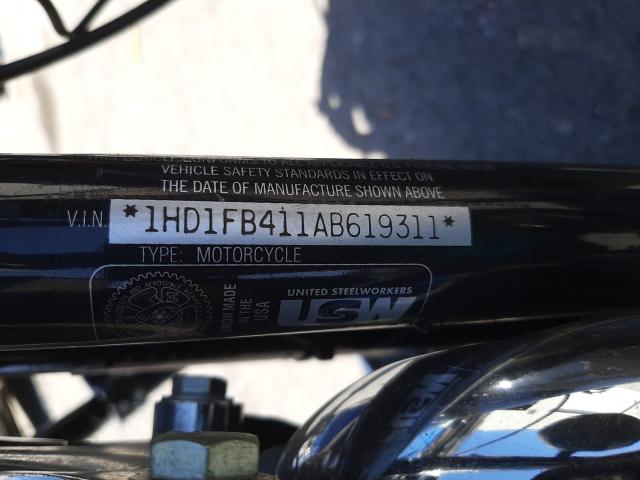 VEHICLE SAFETY STANDARDS IN EFFECT ON
THE DATE OF MANUFACTURE SHOWN ABOVE
V.I.N. *1HD1FB411AB619311*
TYPE: MOTORCYCLE
UNION MADE
IN THE
USA
UNITED STEELWORKERS
USW